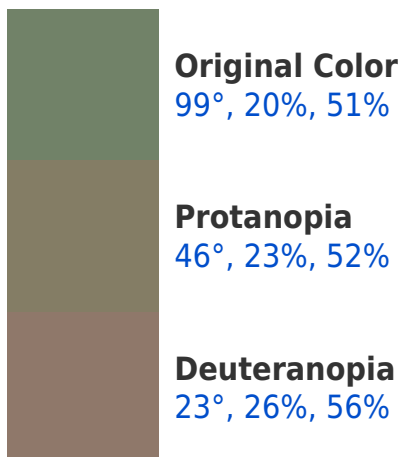 Original Color
99°, 20%, 51%
Protanopia
46°, 23%, 52%
Deuteranopia
23°, 26%, 56%